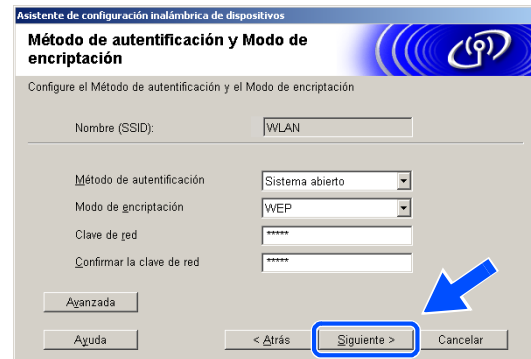 Asistente de configuración inalámbrica de dispositivos
Método de autentificación y Modo de
encriptación
Configure el Método de autentificación y el Modo de encriptación
Nombre (SSID): WLAN
Método de autentificación Sistema abierto
Modo de encriptación WEP
Clave de red *****
Confirmar la clave de red *****
Avanzada
Ayuda < Atrás Siguiente > Cancelar